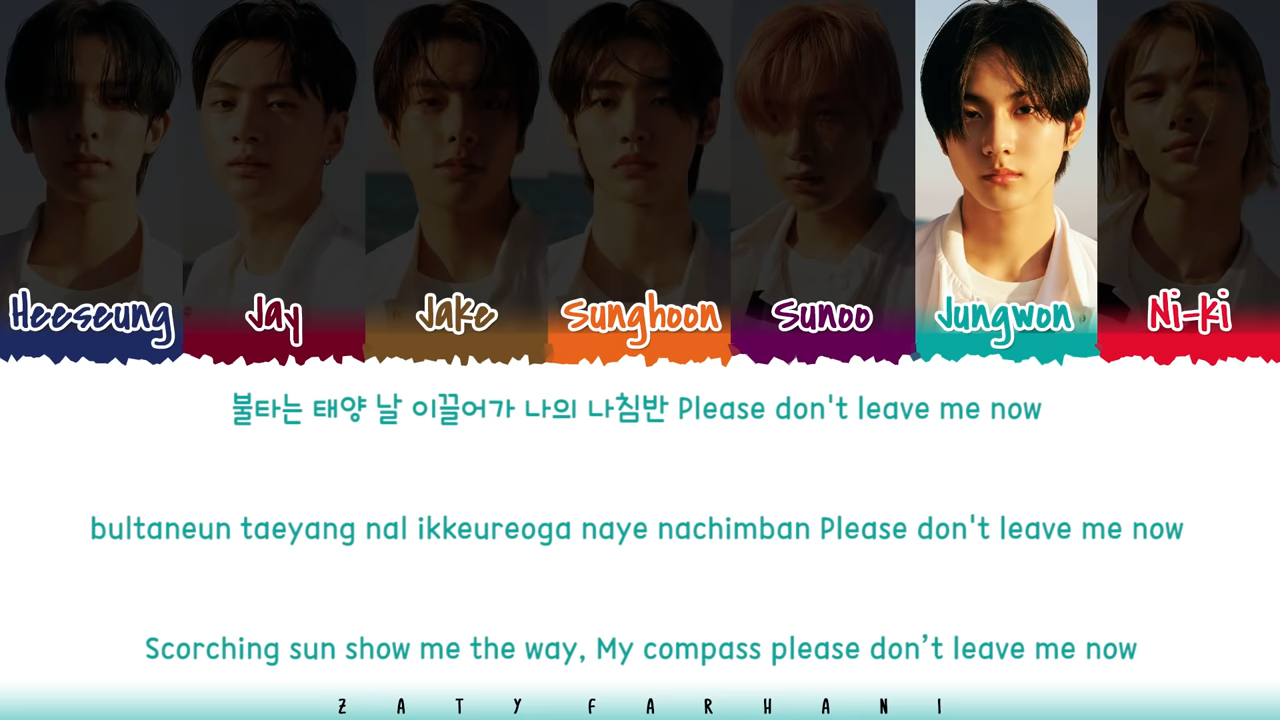 Heeseung Jay Jake Sunghoon Sunoo Jungwon Ni-ki
불타는 태양 날 이끌어가 나의 나침반 Please don't leave me now
bultaneun taeyang nal ikkeureoga naye nachimban Please don't leave me now
Scorching sun show me the way, My compass please don’t leave me now
ZATY FARHANI